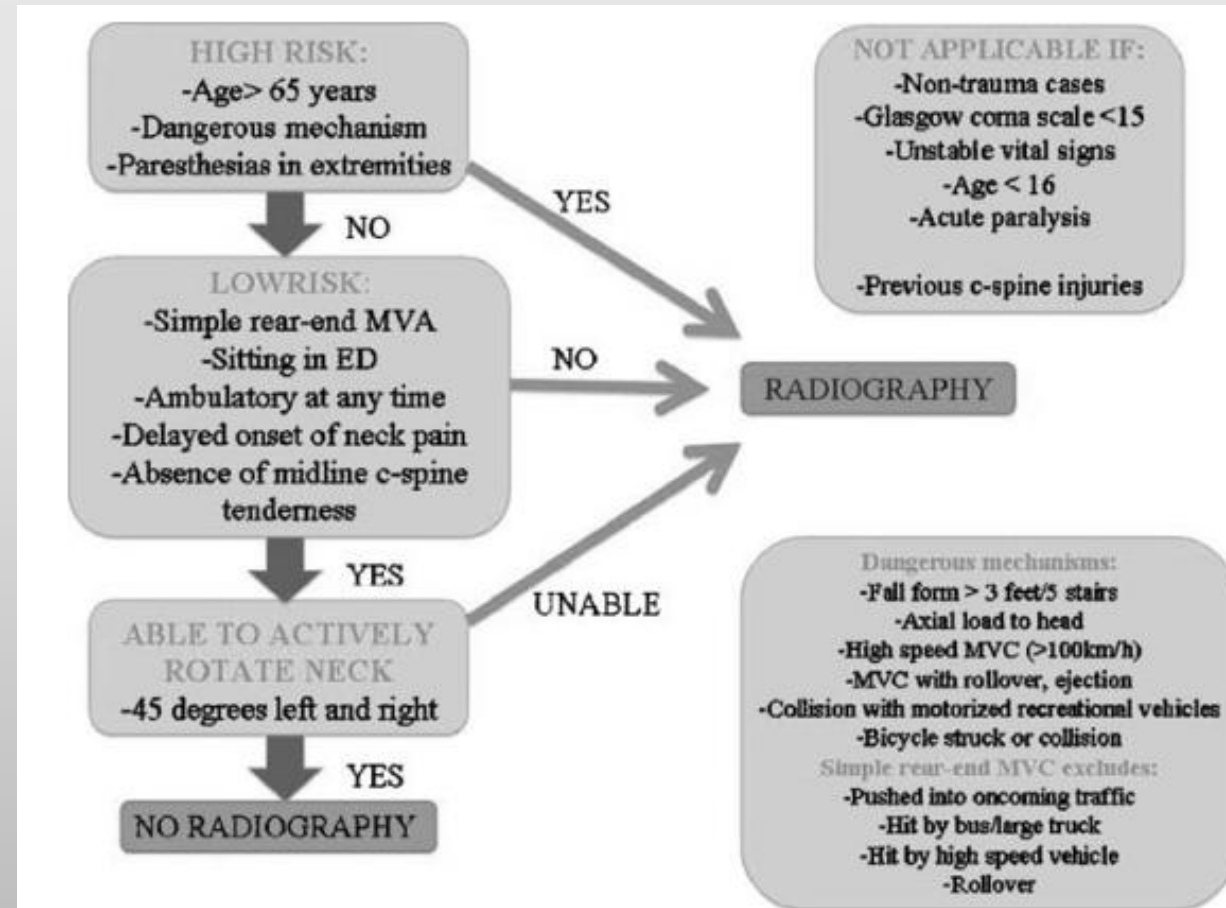 HIGH RISK:
-Age> 65 years
-Dangerous mechanism
-Paresthesias in extremities
YES
NO
LOWRISK:
-Simple rear-end MVA
-Sitting in ED
-Ambulatory at any time
-Delayed onset of neck pain
-Absence of midline c-spine
tenderness
NO
YES
UNABLE
ABLE TO ACTIVELY
ROTATE NECK
-45 degrees left and right
YES
NO RADIOGRAPHY
NOT APPLICABLE IF:
-Non-trauma cases
-Glasgow coma scale <15
-Unstable vital signs
-Age < 16
-Acute paralysis
-Previous c-spine injuries
RADIOGRAPHY
Dangerous mechanisms:
-Fall form > 3 feet/5 stairs
-Axial load to head
-High speed MVC (>100km/h)
-MVC with rollover, ejection
-Collision with motorized recreational vehicles
-Bicycle struck or collision
Simple rear-end MVC excludes:
-Pushed into oncoming traffic
-Hit by bus/large truck
-Hit by high speed vehicle
-Rollover